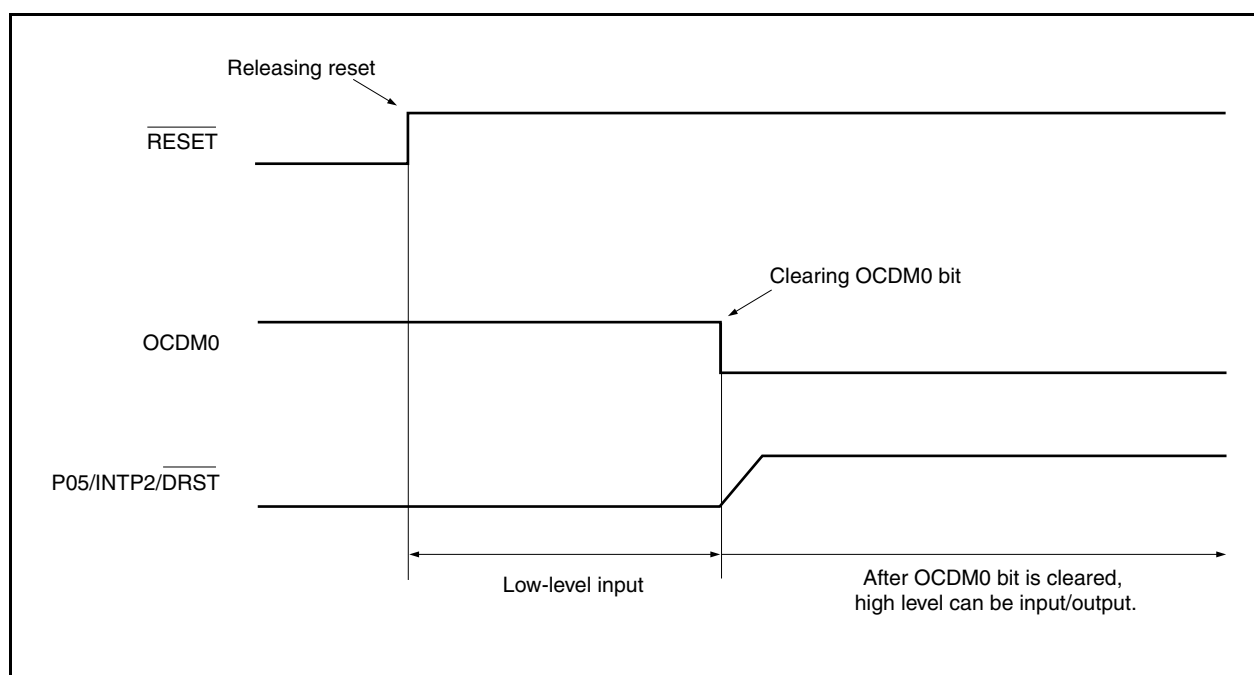 Releasing reset
RESET
Clearing OCDM0 bit
OCDM0
P05/INTP2/DRST
Low-level input
After OCDM0 bit is cleared,
high level can be input/output.